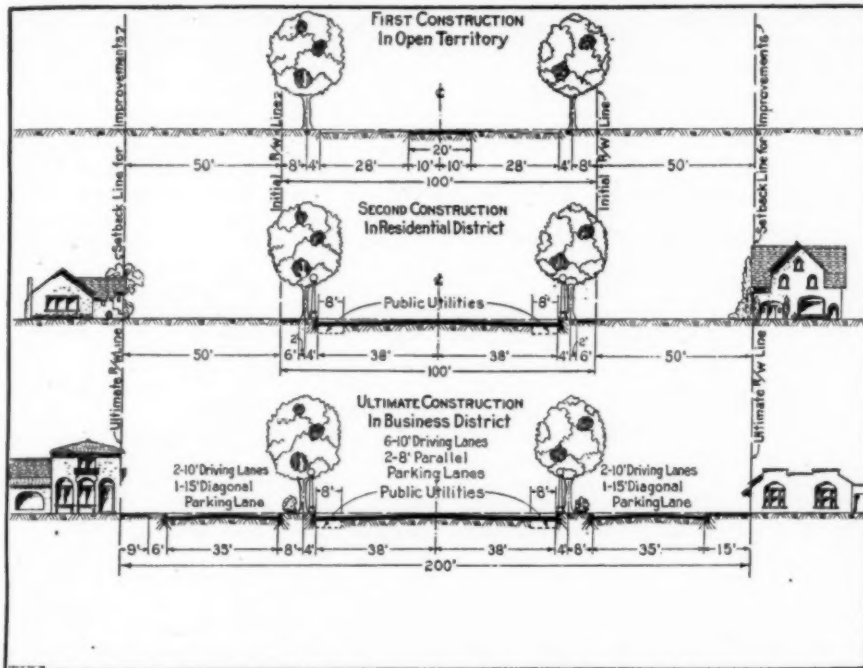 FIRST CONSTRUCTION
In Open Territory
Setback Line for Improvements
Initial R/W Line
℄
Initial R/W Line
Setback Line for Improvements
20'
50' 8' 4' 28' 10' 10' 28' 4' 8' 50'
100'
SECOND CONSTRUCTION
In Residential District
℄
8' Public Utilities 8'
2' 2'
50' 6' 4' 38' 38' 4' 6' 50'
100'
Ultimate R/W Line
Ultimate R/W Line
ULTIMATE CONSTRUCTION
In Business District
6-10' Driving Lanes
2-8' Parallel
Parking Lanes
2-10' Driving Lanes
1-15' Diagonal
Parking Lane
2-10' Driving Lanes
1-15' Diagonal
Parking Lane
8' Public Utilities 8'
9' 6' 35' 8' 4' 38' 38' 4' 8' 35' 15'
200'